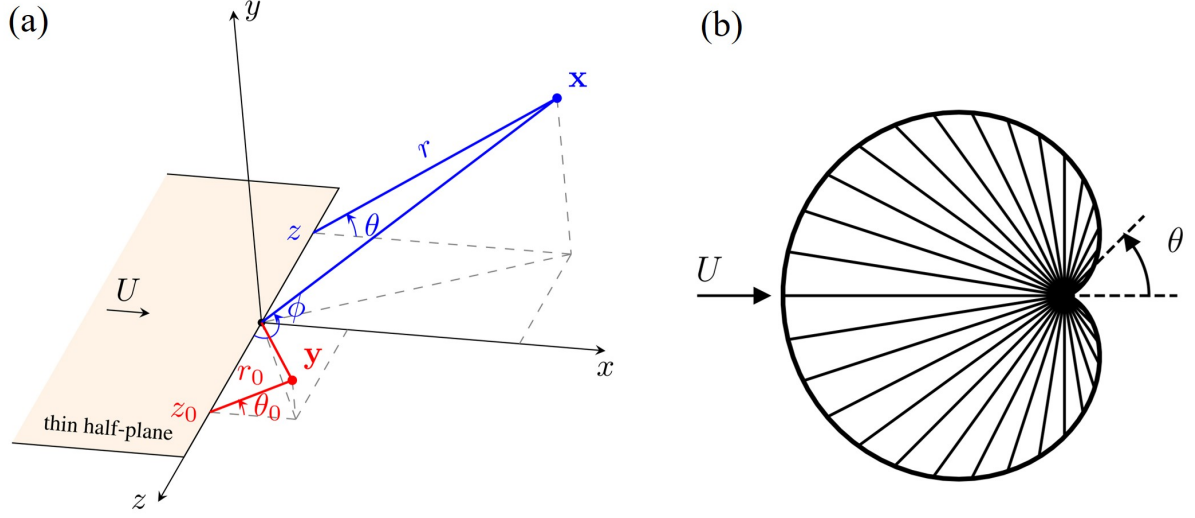 (a)
y
x
r
z
θ
U
ϕ
y
x
r₀
z₀
θ₀
thin half-plane
z
(b)
U
θ